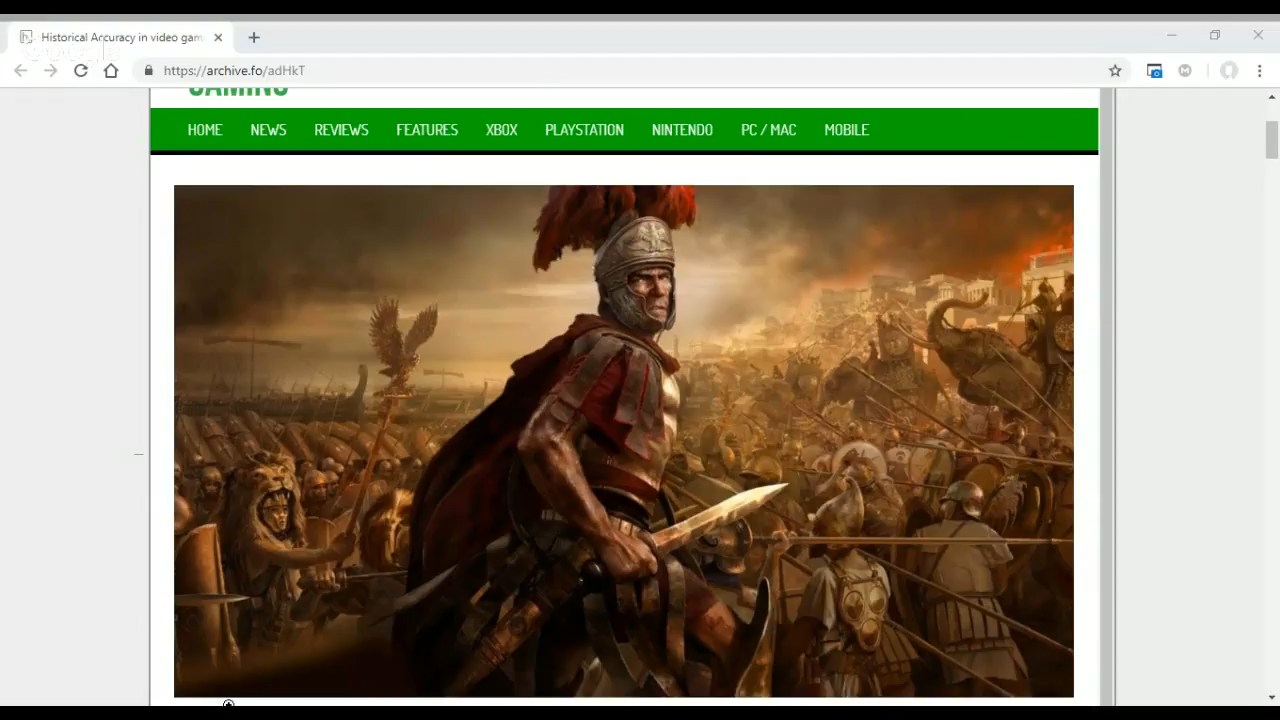 Historical Accuracy in video gam
https://archive.fo/adHkT
GAMING
HOME NEWS REVIEWS FEATURES XBOX PLAYSTATION NINTENDO PC / MAC MOBILE